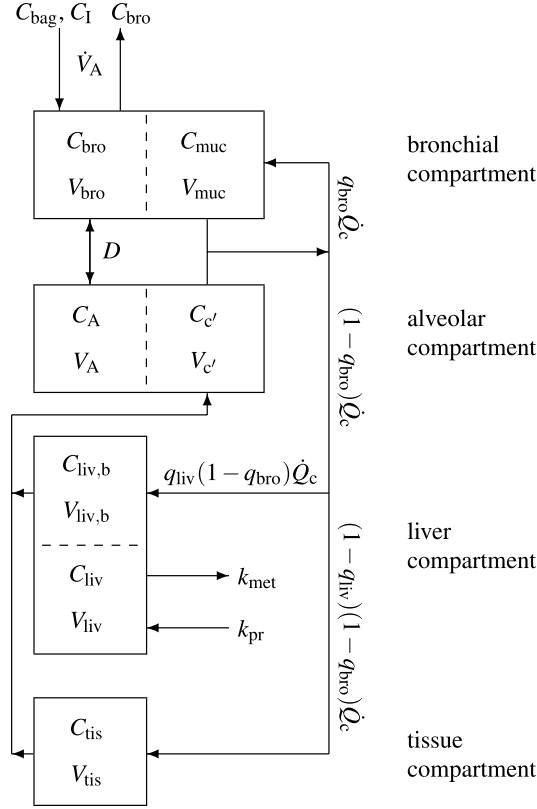 C_bag, C_I C_bro
V̇_A
C_bro C_muc
V_bro V_muc
bronchial
compartment
q_bro Q̇_c
D
C_A C_c′
V_A V_c′
alveolar
compartment
(1 − q_bro)Q̇_c
C_liv,b
V_liv,b
q_liv(1 − q_bro)Q̇_c
C_liv
V_liv
k_met
k_pr
liver
compartment
(1 − q_liv)(1 − q_bro)Q̇_c
C_tis
V_tis
tissue
compartment